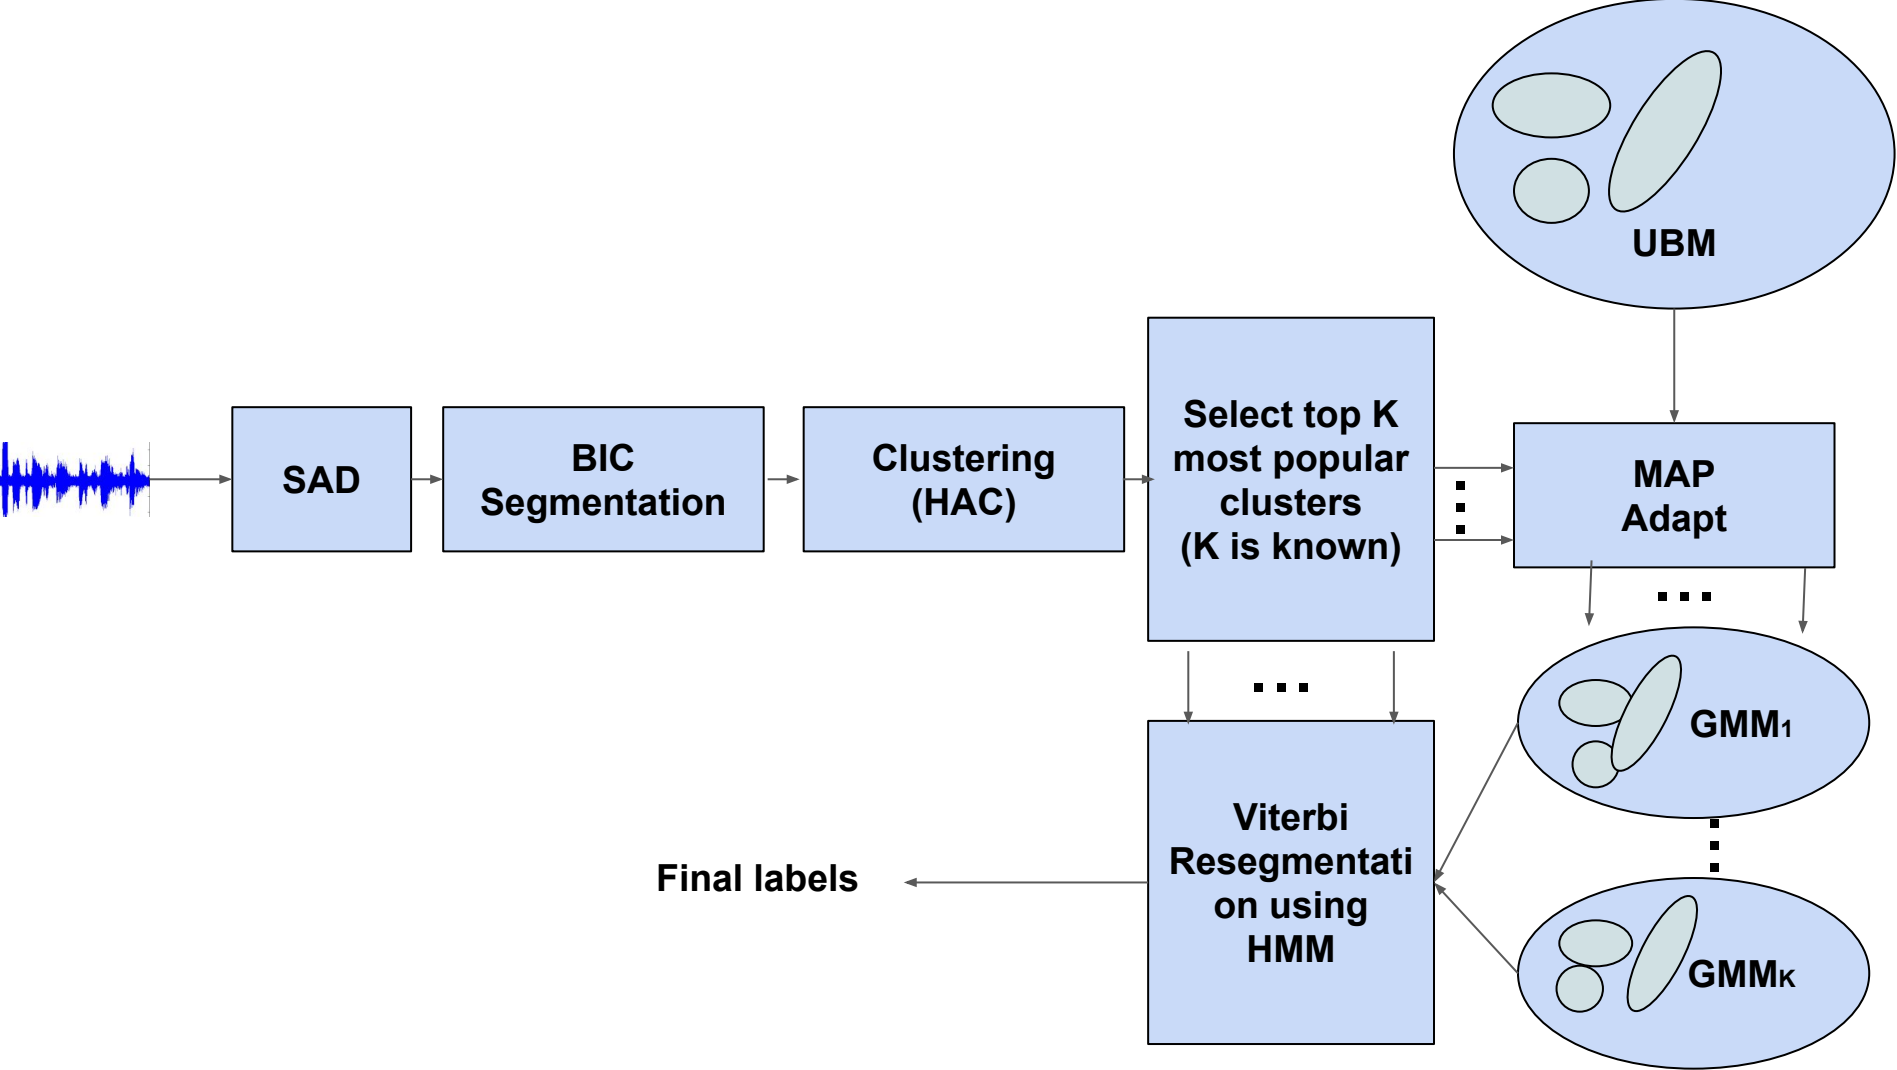 UBM
SAD
BIC
Segmentation
Clustering
(HAC)
Select top K
most popular
clusters
(K is known)
MAP
Adapt
GMM1
Viterbi
Resegmentati
on using
HMM
Final labels
GMMK